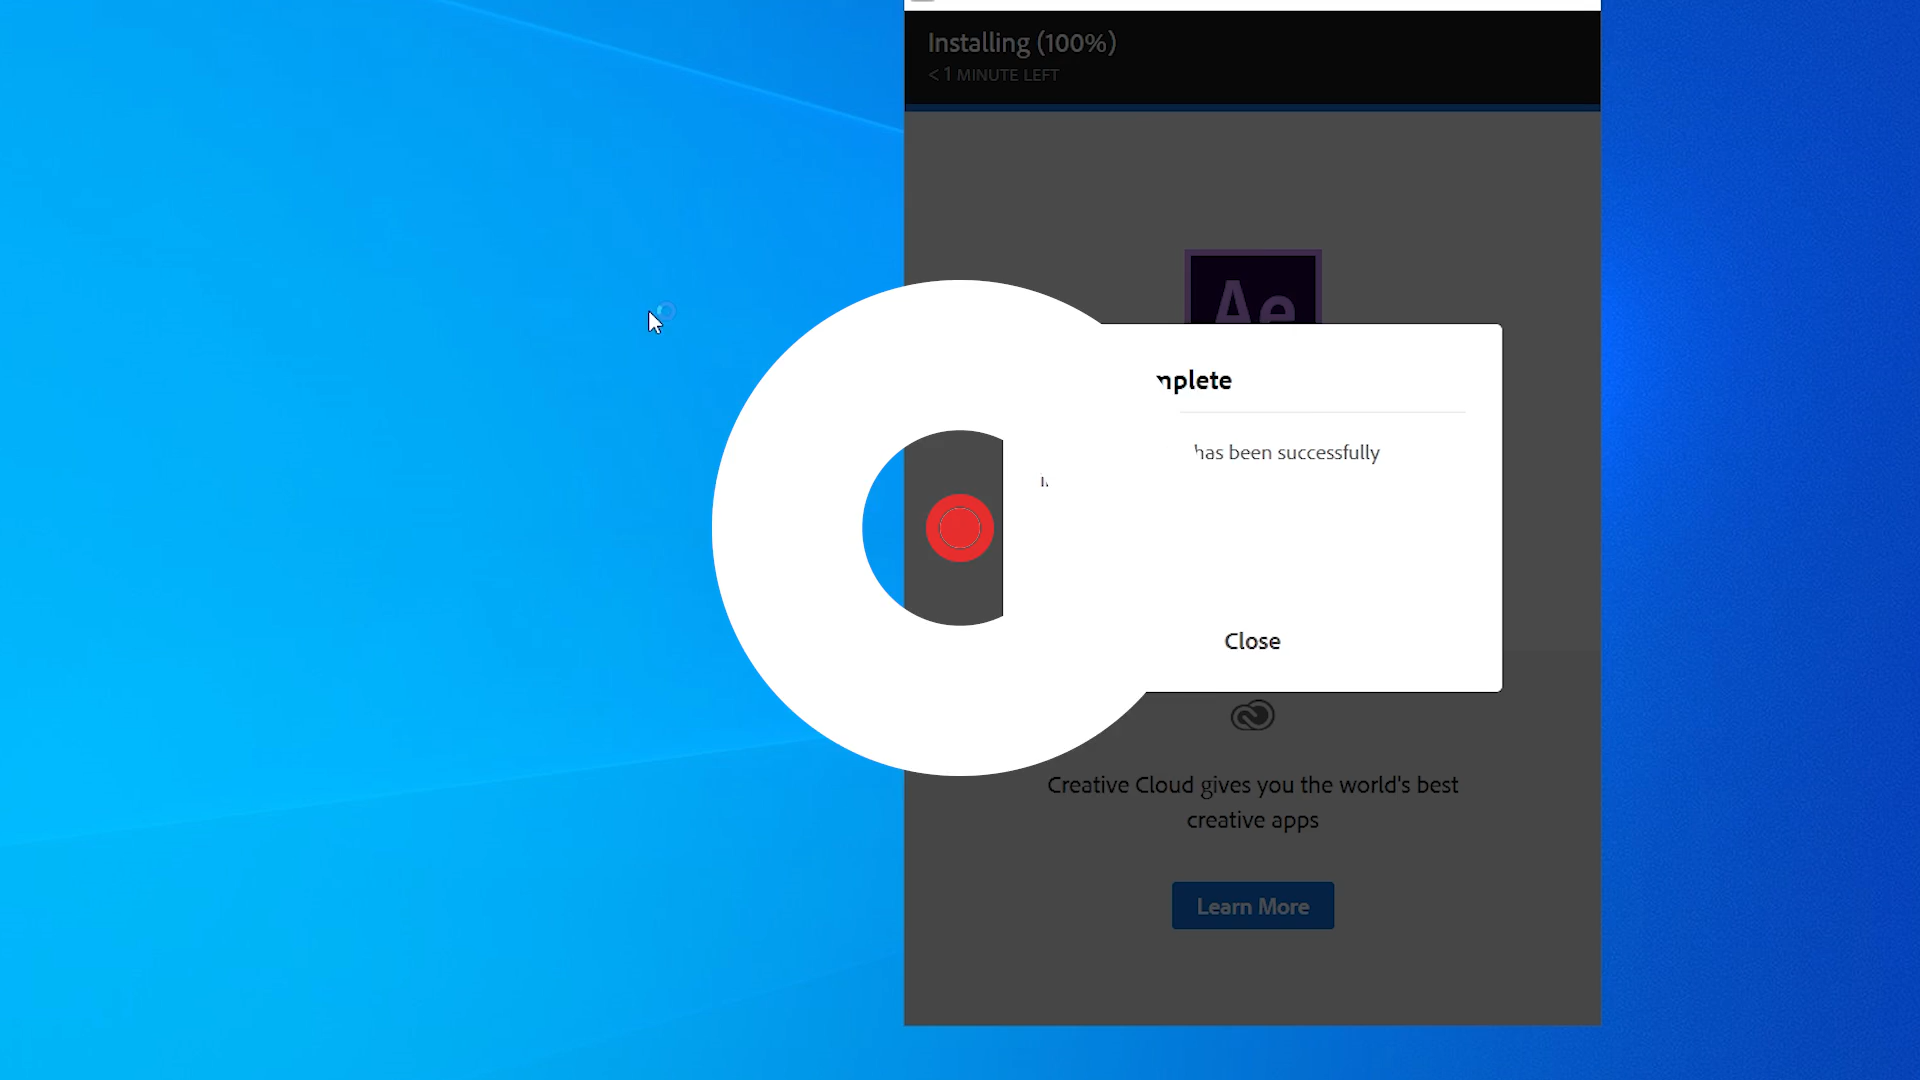 Installing (100%)
< 1 MINUTE LEFT
Ae
has been successfully
Close
Creative Cloud gives you the world's best
creative apps
Learn More